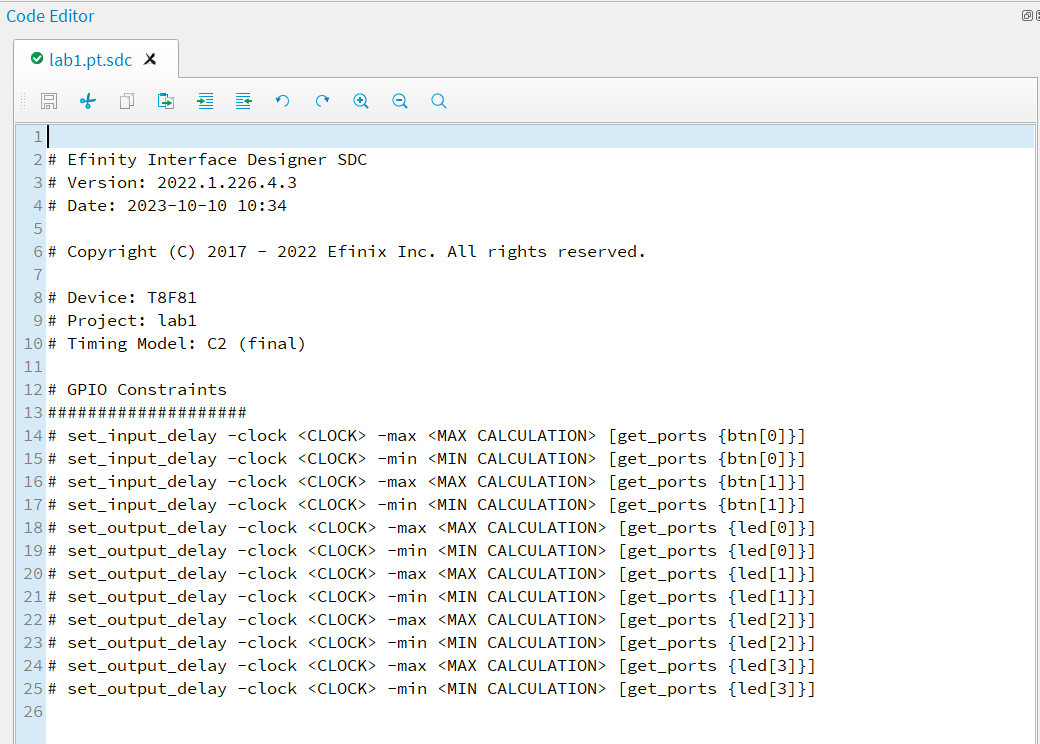 Code Editor
lab1.pt.sdc
1
2 # Efinity Interface Designer SDC
3 # Version: 2022.1.226.4.3
4 # Date: 2023-10-10 10:34
5
6 # Copyright (C) 2017 - 2022 Efinix Inc. All rights reserved.
7
8 # Device: T8F81
9 # Project: lab1
10 # Timing Model: C2 (final)
11
12 # GPIO Constraints
13 ####################
14 # set_input_delay -clock <CLOCK> -max <MAX CALCULATION> [get_ports {btn[0]}]
15 # set_input_delay -clock <CLOCK> -min <MIN CALCULATION> [get_ports {btn[0]}]
16 # set_input_delay -clock <CLOCK> -max <MAX CALCULATION> [get_ports {btn[1]}]
17 # set_input_delay -clock <CLOCK> -min <MIN CALCULATION> [get_ports {btn[1]}]
18 # set_output_delay -clock <CLOCK> -max <MAX CALCULATION> [get_ports {led[0]}]
19 # set_output_delay -clock <CLOCK> -min <MIN CALCULATION> [get_ports {led[0]}]
20 # set_output_delay -clock <CLOCK> -max <MAX CALCULATION> [get_ports {led[1]}]
21 # set_output_delay -clock <CLOCK> -min <MIN CALCULATION> [get_ports {led[1]}]
22 # set_output_delay -clock <CLOCK> -max <MAX CALCULATION> [get_ports {led[2]}]
23 # set_output_delay -clock <CLOCK> -min <MIN CALCULATION> [get_ports {led[2]}]
24 # set_output_delay -clock <CLOCK> -max <MAX CALCULATION> [get_ports {led[3]}]
25 # set_output_delay -clock <CLOCK> -min <MIN CALCULATION> [get_ports {led[3]}]
26